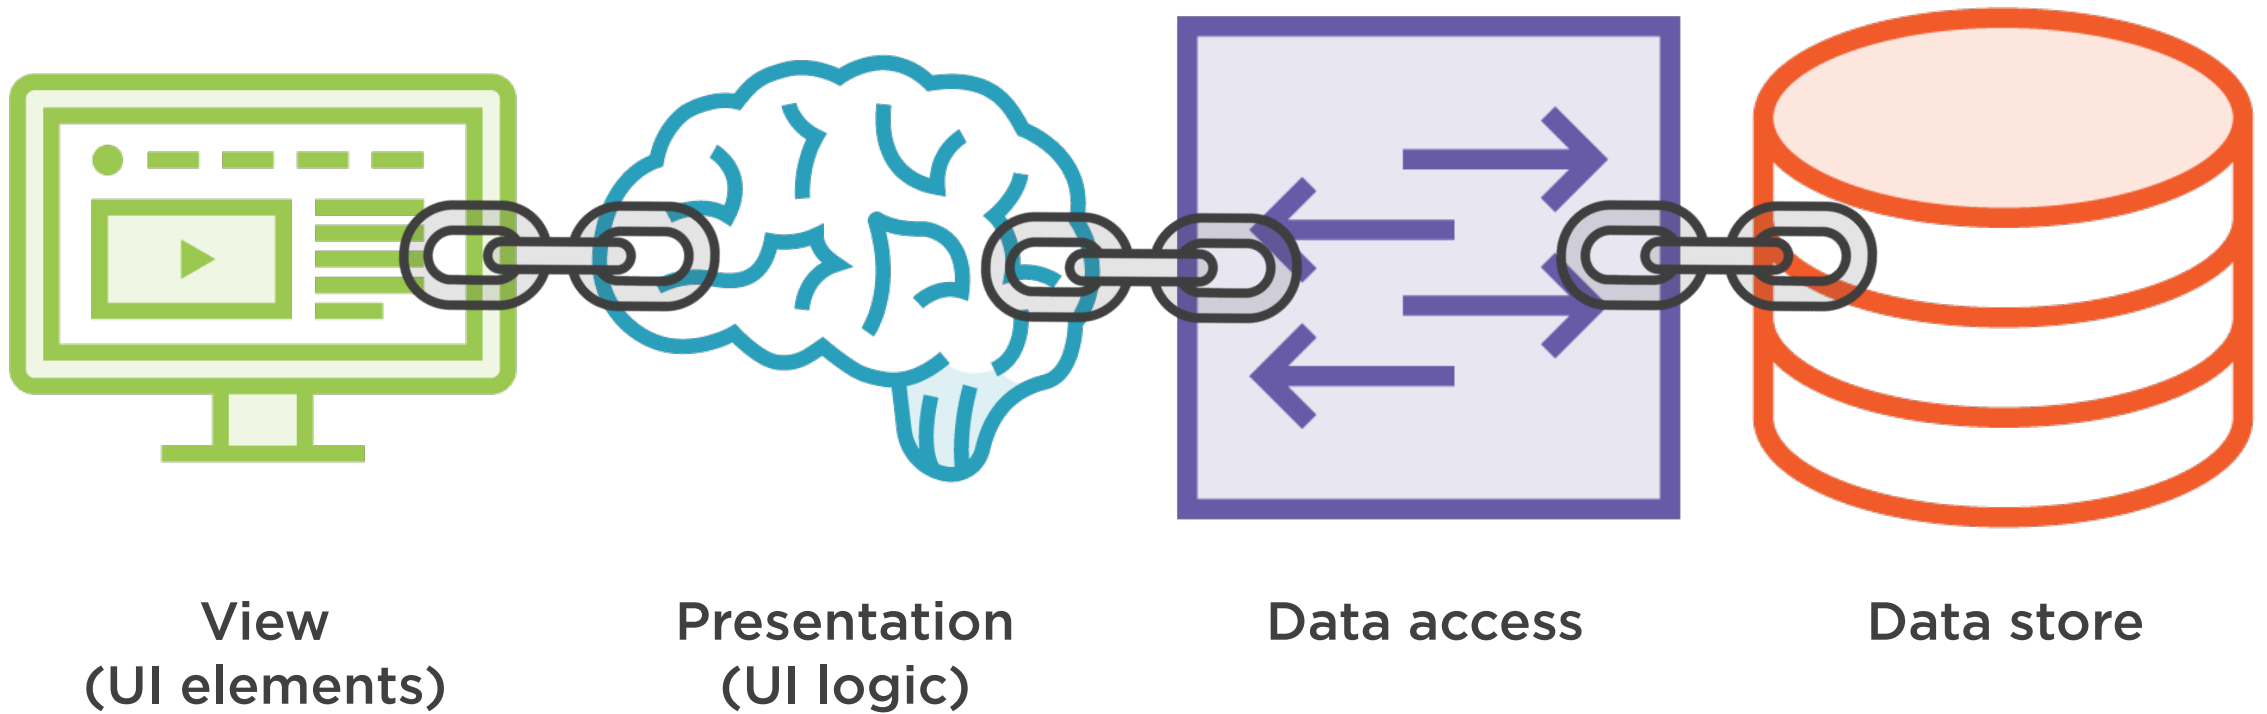 View
(UI elements)
Presentation
(UI logic)
Data access
Data store